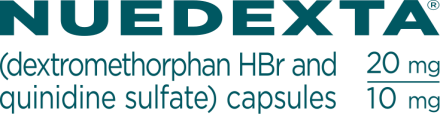 NUEDEXTA®
(dextromethorphan HBr and 20 mg
quinidine sulfate) capsules 10 mg